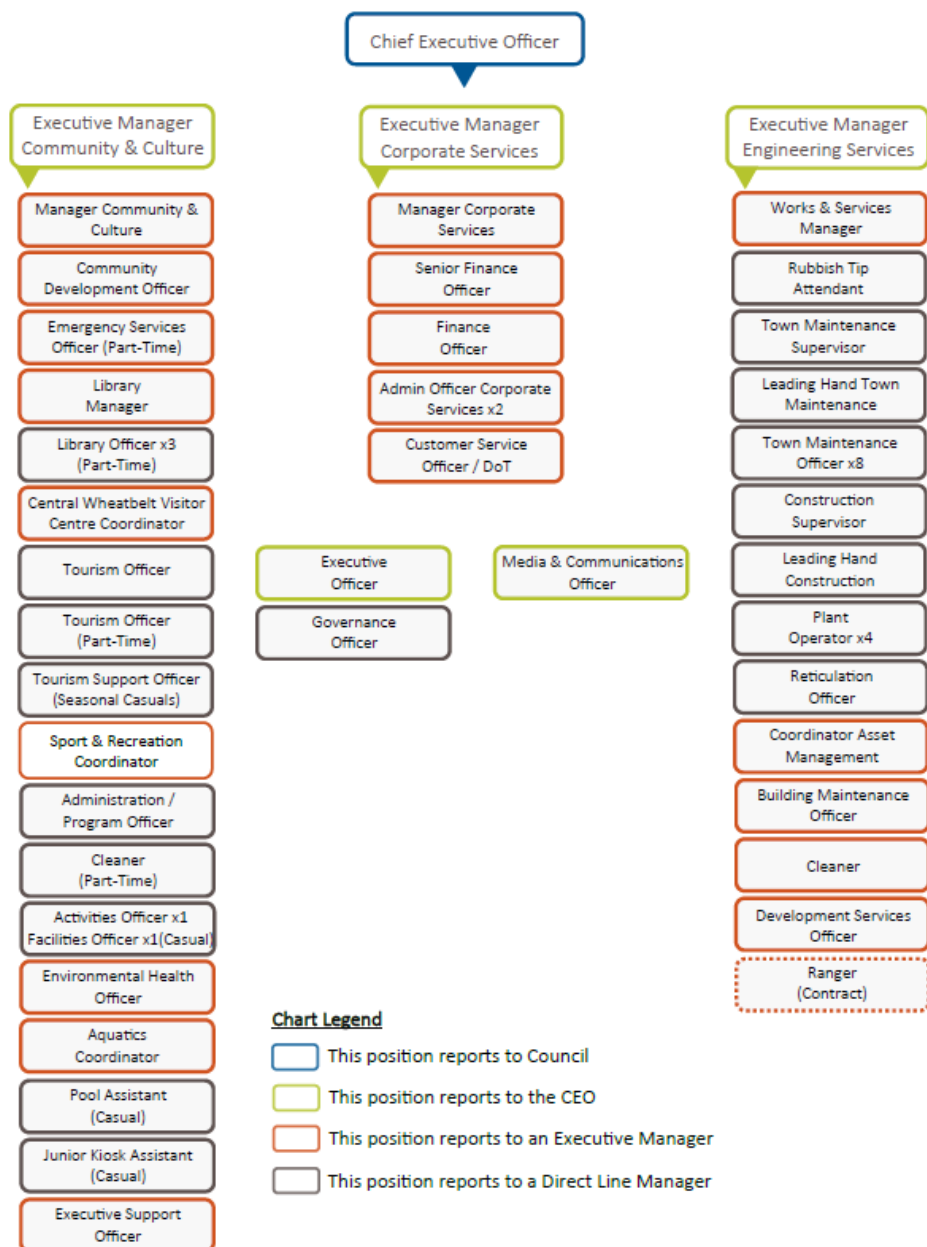 Chief Executive Officer
Executive Manager
Community & Culture
Manager Community &
Culture
Community
Development Officer
Emergency Services
Officer (Part-Time)
Library
Manager
Library Officer x3
(Part-Time)
Central Wheatbelt Visitor
Centre Coordinator
Tourism Officer
Tourism Officer
(Part-Time)
Tourism Support Officer
(Seasonal Casuals)
Sport & Recreation
Coordinator
Administration /
Program Officer
Cleaner
(Part-Time)
Activities Officer x1
Facilities Officer x1(Casual)
Environmental Health
Officer
Aquatics
Coordinator
Pool Assistant
(Casual)
Junior Kiosk Assistant
(Casual)
Executive Support
Officer
Executive Manager
Corporate Services
Manager Corporate
Services
Senior Finance
Officer
Finance
Officer
Admin Officer Corporate
Services x2
Customer Service
Officer / DoT
Executive
Officer
Governance
Officer
Media & Communications
Officer
Executive Manager
Engineering Services
Works & Services
Manager
Rubbish Tip
Attendant
Town Maintenance
Supervisor
Leading Hand Town
Maintenance
Town Maintenance
Officer x8
Construction
Supervisor
Leading Hand
Construction
Plant
Operator x4
Reticulation
Officer
Coordinator Asset
Management
Building Maintenance
Officer
Cleaner
Development Services
Officer
Ranger
(Contract)
Chart Legend
This position reports to Council
This position reports to the CEO
This position reports to an Executive Manager
This position reports to a Direct Line Manager